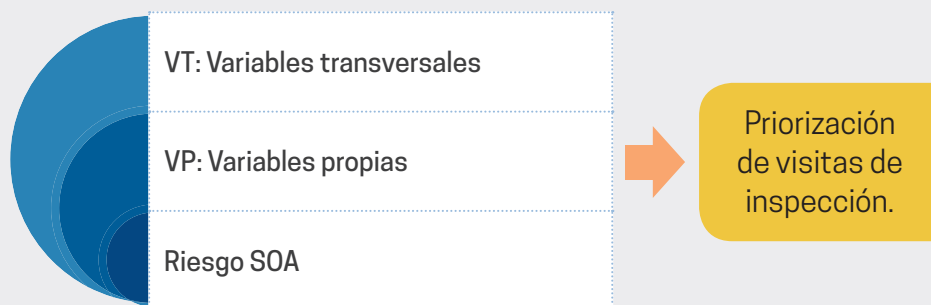 VT: Variables transversales
VP: Variables propias
Riesgo SOA
Priorización
de visitas de
inspección.